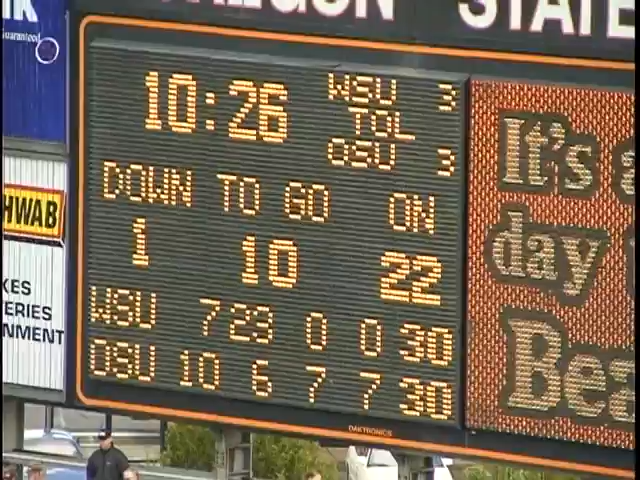 STATE
Guaranteed
10:26
WSU 3
TOL
OSU 3
DOWN TO GO ON
1 10 22
WSU 7 23 0 0 30
OSU 10 6 7 7 30
It's a
day
Bea
HWAB
KES
ERIES
NMENT
DAKTRONICS